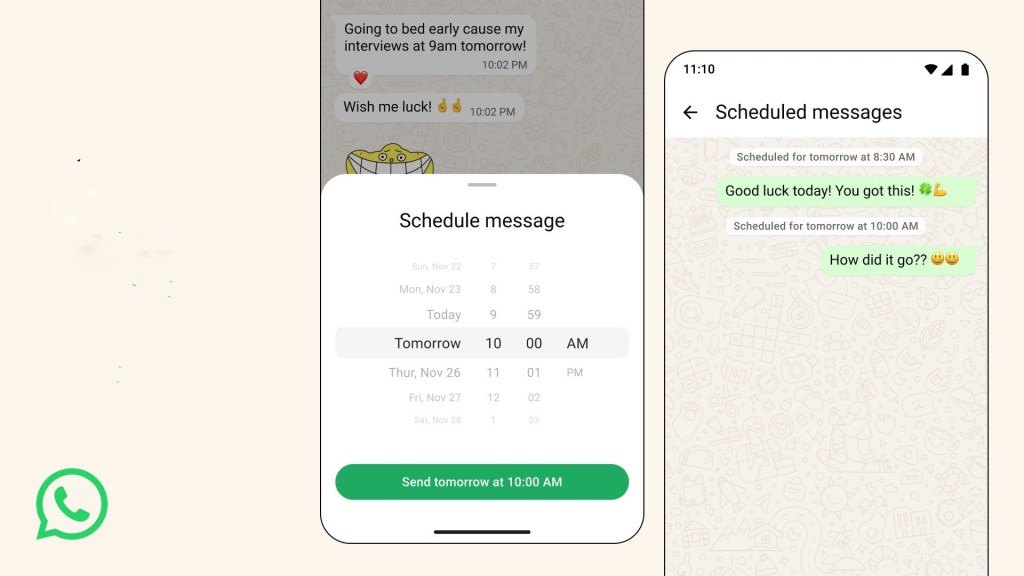 Going to bed early cause my
interviews at 9am tomorrow!
10:02 PM
❤️
Wish me luck! 🤞🤞 10:02 PM
Schedule message
Sun, Nov 22 7 57
Mon, Nov 23 8 58
Today 9 59
Tomorrow 10 00 AM
Thur, Nov 26 11 01 PM
Fri, Nov 27 12 02
Sat, Nov 28 1 03
Send tomorrow at 10:00 AM
11:10
Scheduled messages
Scheduled for tomorrow at 8:30 AM
Good luck today! You got this! 🍀💪
Scheduled for tomorrow at 10:00 AM
How did it go?? 😃😃